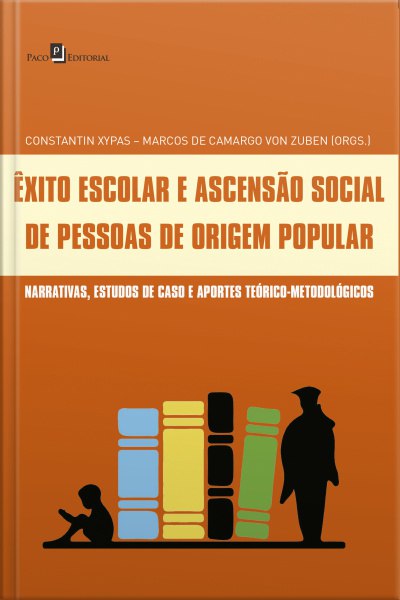 PACO EDITORIAL
CONSTANTIN XYPAS – MARCOS DE CAMARGO VON ZUBEN (ORGS.)
ÊXITO ESCOLAR E ASCENSÃO SOCIAL
DE PESSOAS DE ORIGEM POPULAR
NARRATIVAS, ESTUDOS DE CASO E APORTES TEÓRICO-METODOLÓGICOS